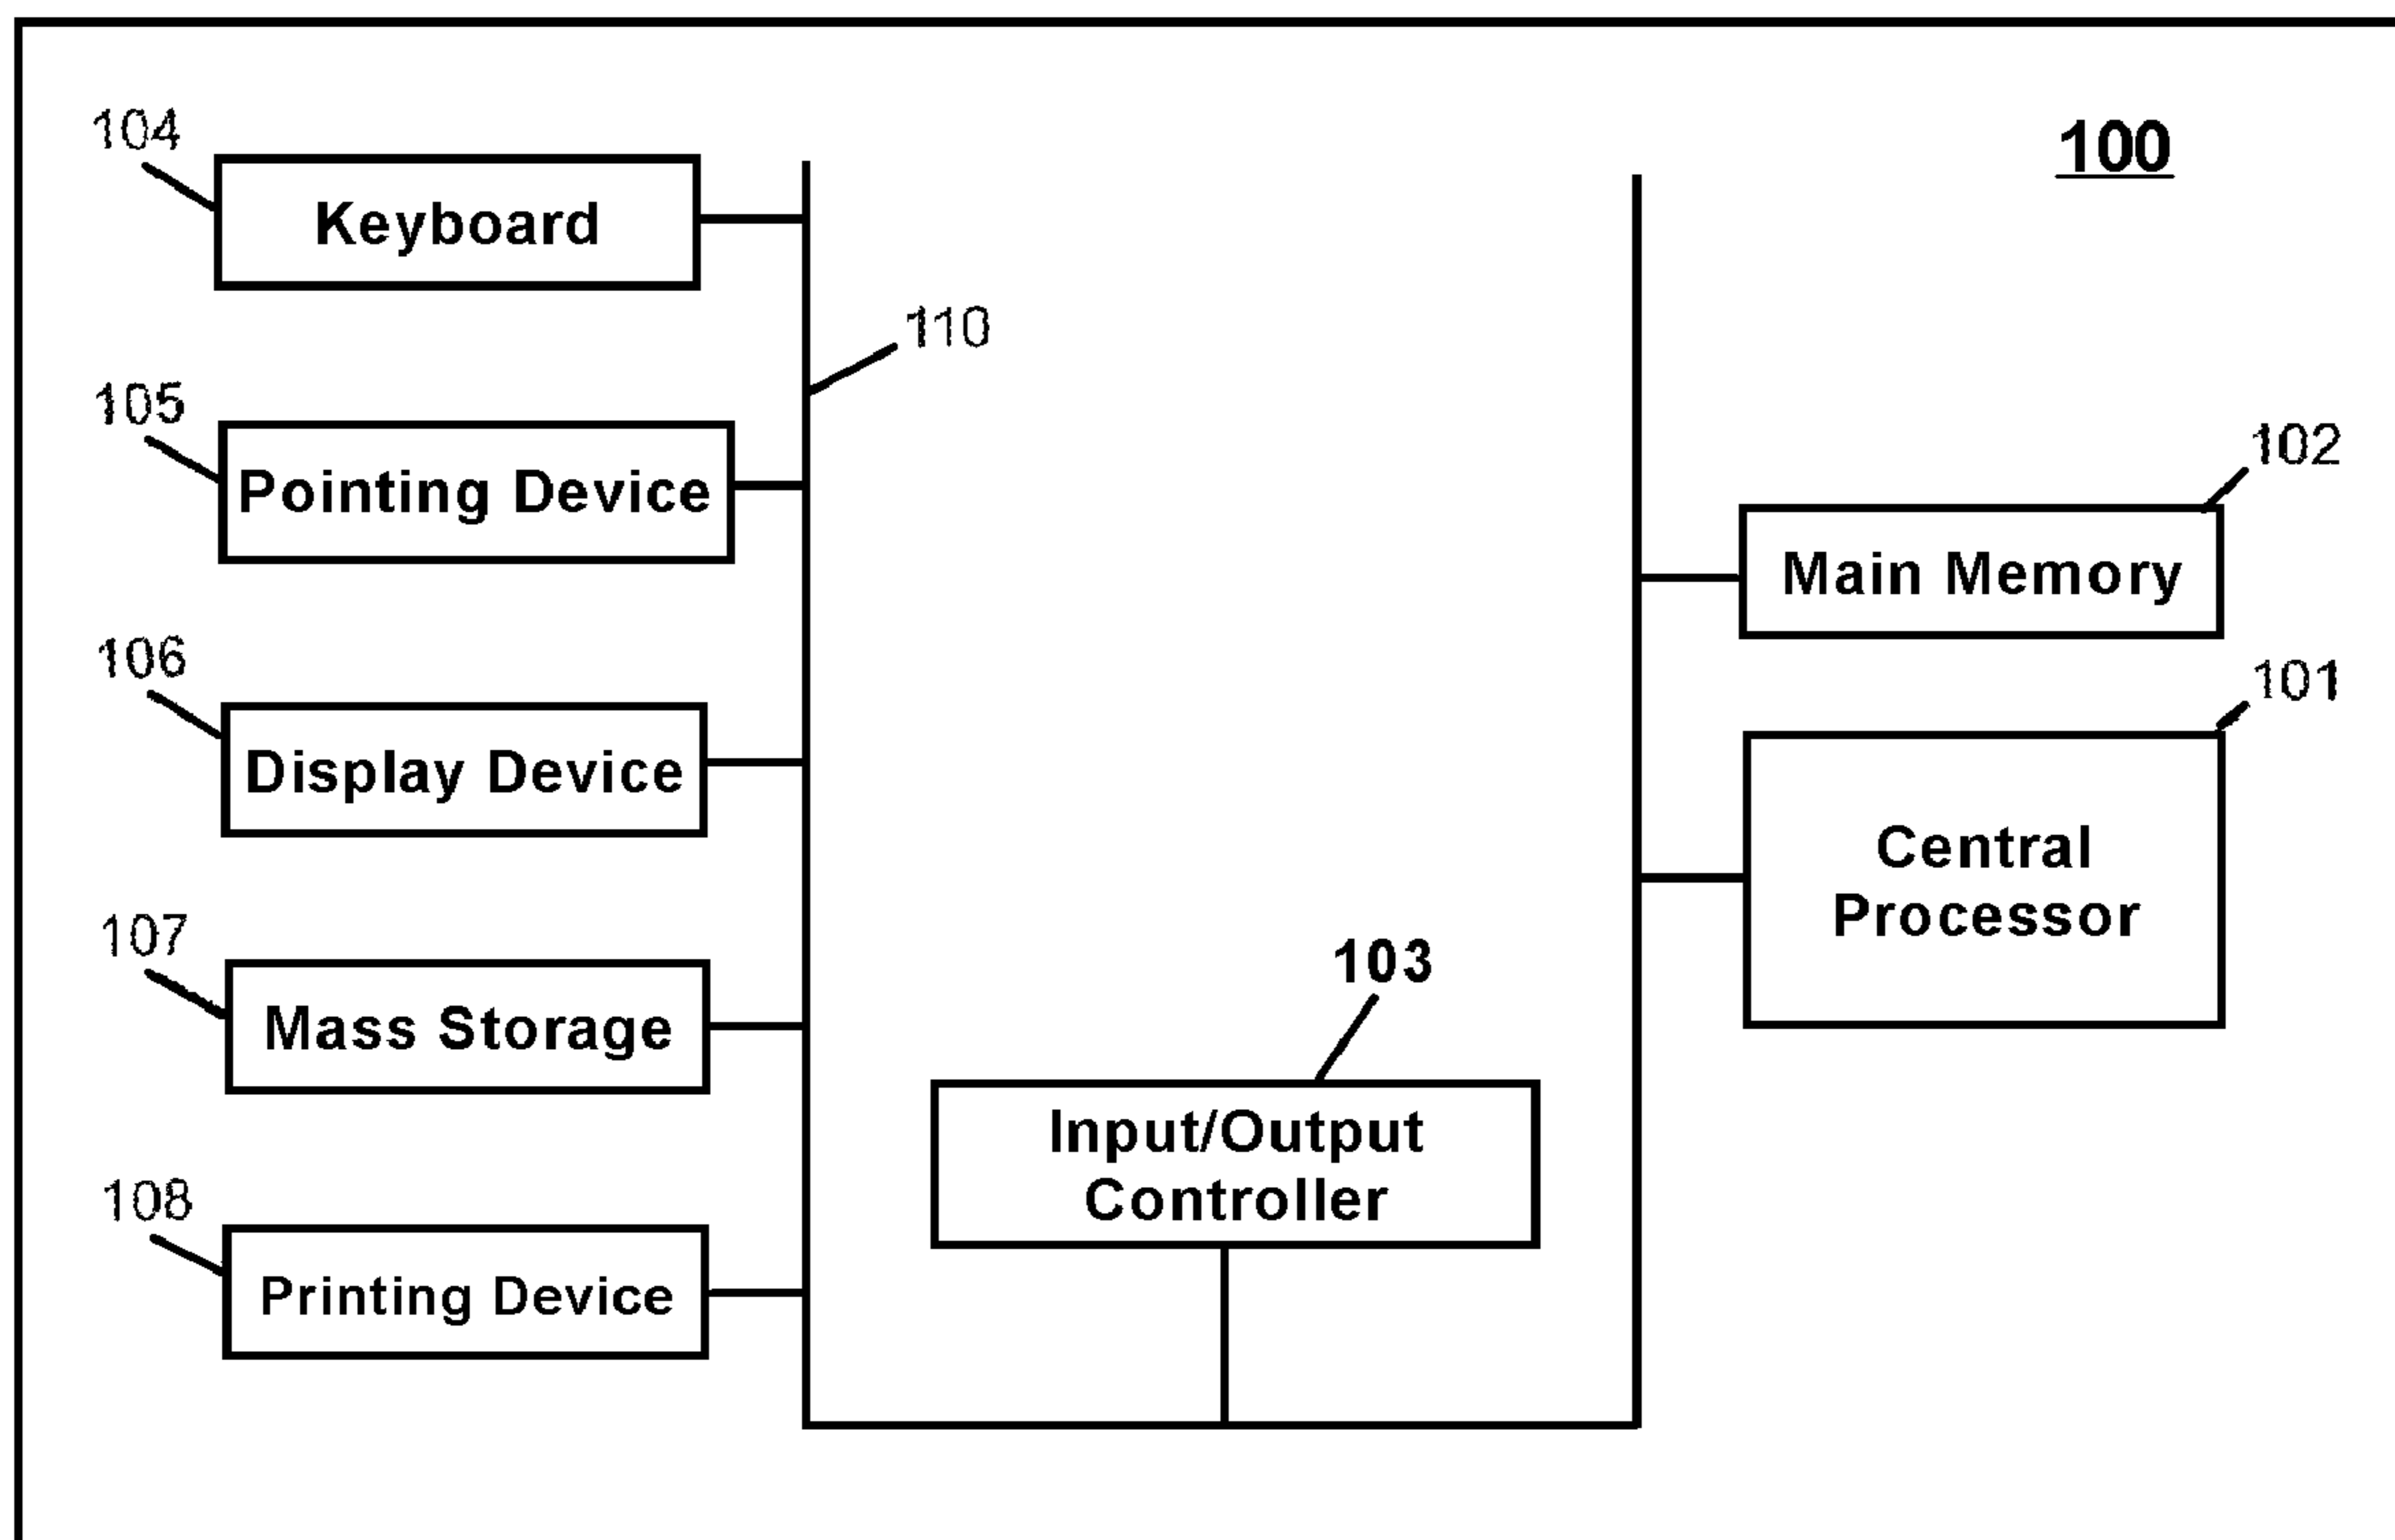 100
104
Keyboard
110
105
Pointing Device
102
Main Memory
106
Display Device
101
Central
Processor
107
Mass Storage
103
Input/Output
Controller
108
Printing Device